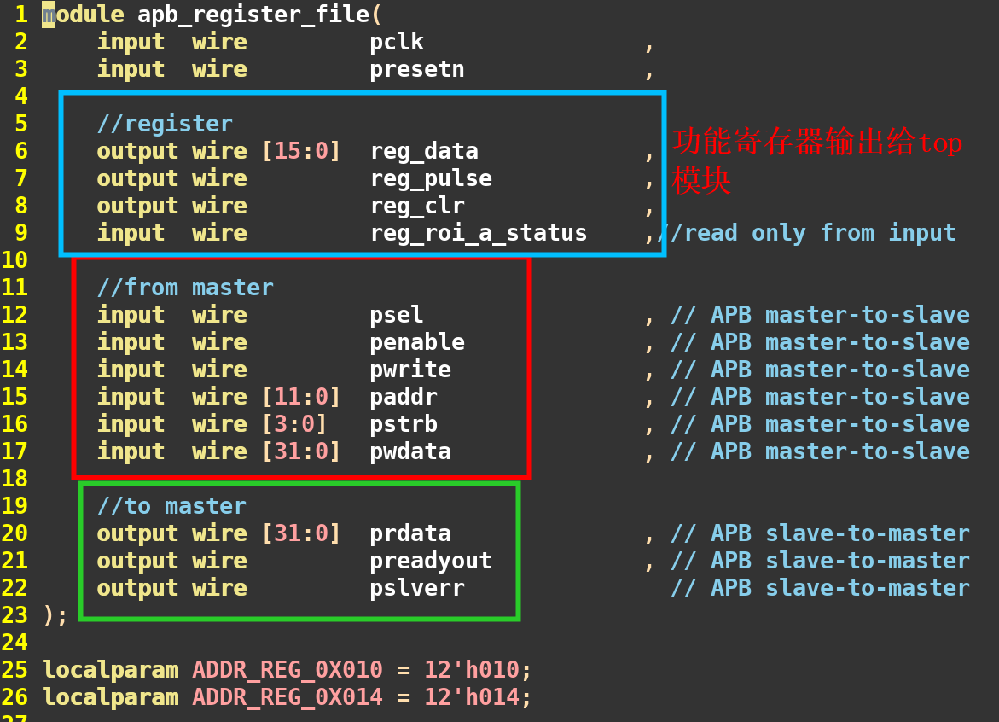 1 module apb_register_file(
2 input wire pclk ,
3 input wire presetn ,
4
5 //register
6 output wire [15:0] reg_data , 功能寄存器输出给top
7 output wire reg_pulse , 模块
8 output wire reg_clr ,
9 input wire reg_roi_a_status ,//read only from input
10
11 //from master
12 input wire psel , // APB master-to-slave
13 input wire penable , // APB master-to-slave
14 input wire pwrite , // APB master-to-slave
15 input wire [11:0] paddr , // APB master-to-slave
16 input wire [3:0] pstrb , // APB master-to-slave
17 input wire [31:0] pwdata , // APB master-to-slave
18
19 //to master
20 output wire [31:0] prdata , // APB slave-to-master
21 output wire preadyout , // APB slave-to-master
22 output wire pslverr // APB slave-to-master
23 );
24
25 localparam ADDR_REG_0X010 = 12'h010;
26 localparam ADDR_REG_0X014 = 12'h014;
27